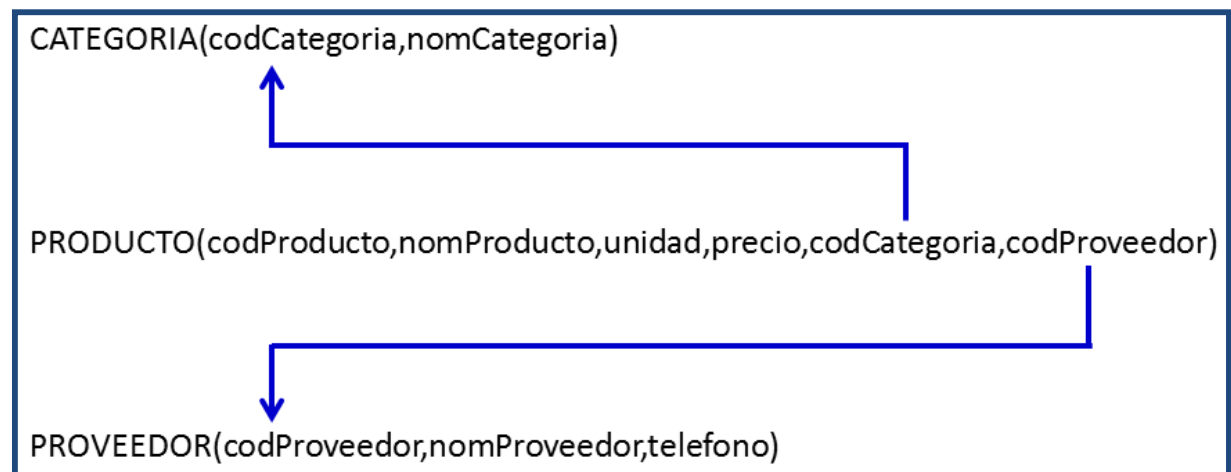 CATEGORIA(codCategoria,nomCategoria)
PRODUCTO(codProducto,nomProducto,unidad,precio,codCategoria,codProveedor)
PROVEEDOR(codProveedor,nomProveedor,telefono)